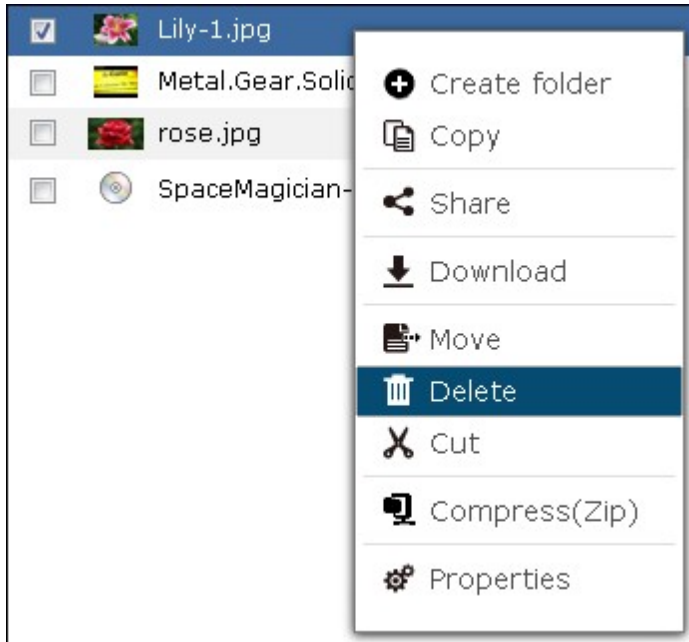 Lily-1.jpg
Metal.Gear.Solid
rose.jpg
SpaceMagician-
Create folder
Copy
Share
Download
Move
Delete
Cut
Compress(Zip)
Properties